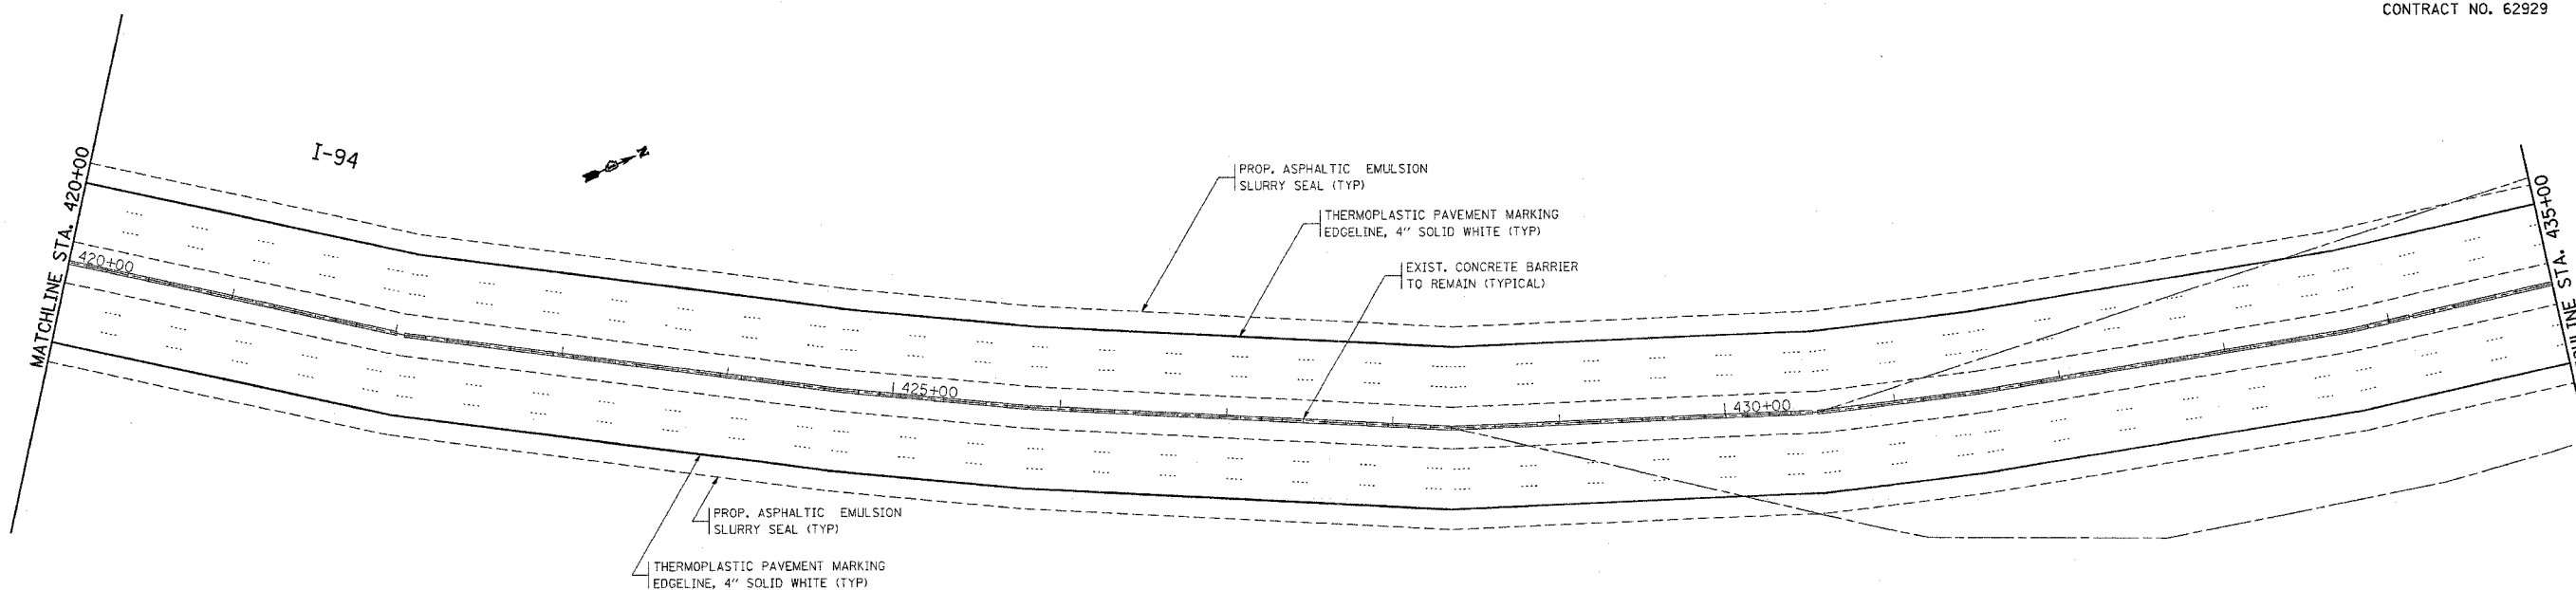 CONTRACT NO. 62929
I-94
N
MATCHLINE STA. 420+00
420+00
PROP. ASPHALTIC EMULSION
SLURRY SEAL (TYP)
THERMOPLASTIC PAVEMENT MARKING
EDGELINE, 4" SOLID WHITE (TYP)
EXIST. CONCRETE BARRIER
TO REMAIN (TYPICAL)
425+00
430+00
STA. 435+00
PROP. ASPHALTIC EMULSION
SLURRY SEAL (TYP)
THERMOPLASTIC PAVEMENT MARKING
EDGELINE, 4" SOLID WHITE (TYP)